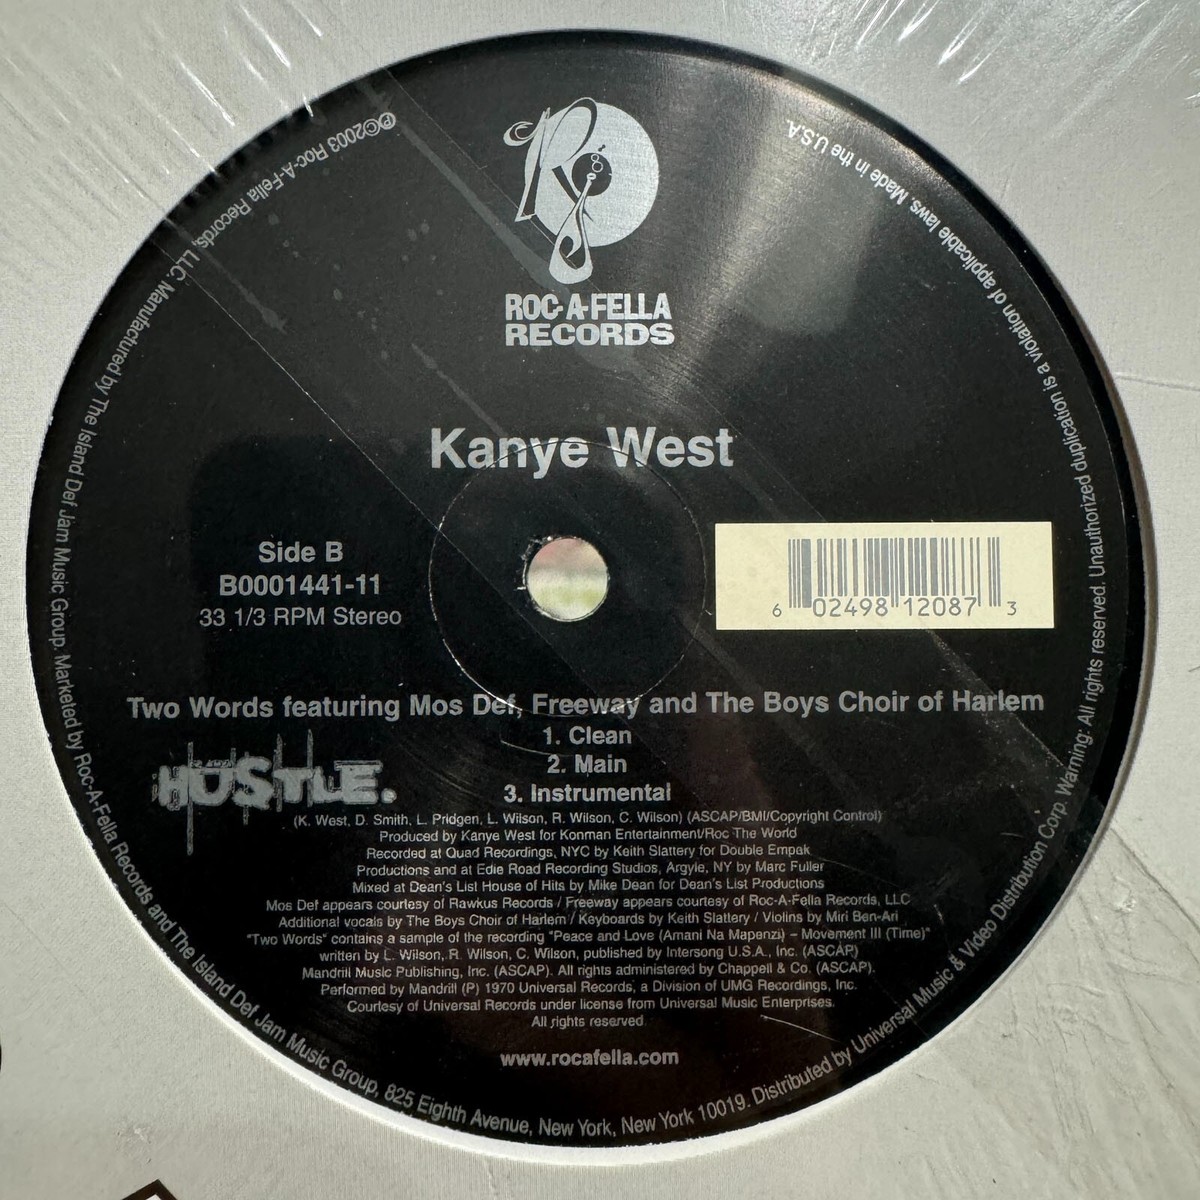 ROC-A-FELLA
RECORDS
Kanye West
Side B
B0001441-11
33 1/3 RPM Stereo
6 02498 12087 3
Two Words featuring Mos Def, Freeway and The Boys Choir of Harlem
1. Clean
2. Main
3. Instrumental
HUSTLE.
(K. West, D. Smith, L. Pridgen, L. Wilson, R. Wilson, C. Wilson) (ASCAP/BMI/Copyright Control)
Produced by Kanye West for Konman Entertainment/Roc The World
Recorded at Quad Recordings, NYC by Keith Slattery for Double Empak
Productions and at Edie Road Recording Studios, Argyle, NY by Marc Fuller
Mixed at Dean's List House of Hits by Mike Dean for Dean's List Productions
Mos Def appears courtesy of Rawkus Records / Freeway appears courtesy of Roc-A-Fella Records, LLC
Additional vocals by The Boys Choir of Harlem / Keyboards by Keith Slattery / Violins by Miri Ben-Ari
"Two Words" contains a sample of the recording "Peace and Love (Amani Na Mapenzi) – Movement III (Time)"
written by L. Wilson, R. Wilson, C. Wilson, published by Intersong U.S.A., Inc. (ASCAP)
Mandrill Music Publishing, Inc. (ASCAP). All rights administered by Chappell & Co. (ASCAP).
Performed by Mandrill (P) 1970 Universal Records, a Division of UMG Recordings, Inc.
Courtesy of Universal Records under license from Universal Music Enterprises.
All rights reserved
www.rocafella.com
℗©2003 Roc-A-Fella Records, LLC. Manufactured by The Island Def Jam Music Group. Marketed by Roc-A-Fella Records and The Island Def Jam Music Group, 825 Eighth Avenue, New York, New York 10019. Distributed by Universal Music & Video Distribution Corp. Warning: All rights reserved. Unauthorized duplication is a violation of applicable laws. Made in the U.S.A.